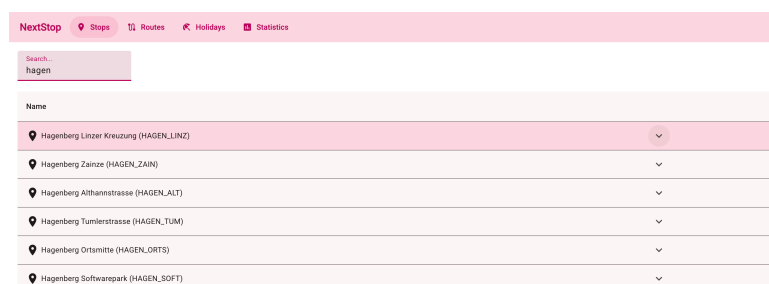 NextStop Stops Routes Holidays Statistics
Search...
hagen
Name
Hagenberg Linzer Kreuzung (HAGEN_LINZ)
Hagenberg Zainze (HAGEN_ZAIN)
Hagenberg Althannstrasse (HAGEN_ALT)
Hagenberg Tumlerstrasse (HAGEN_TUM)
Hagenberg Ortsmitte (HAGEN_ORTS)
Hagenberg Softwarepark (HAGEN_SOFT)